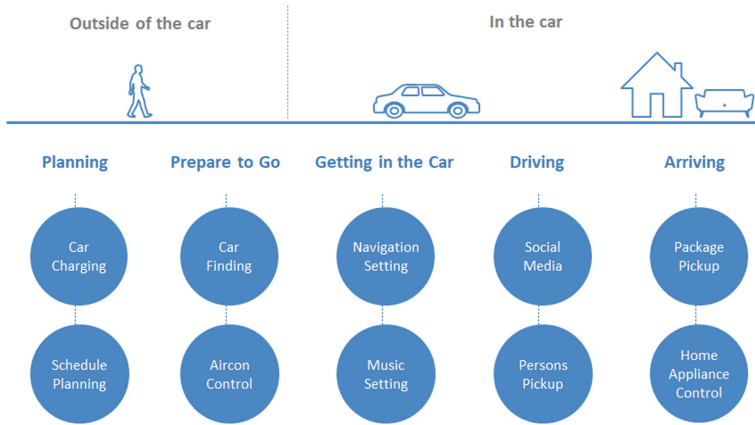 Outside of the car
In the car
Planning
Prepare to Go
Getting in the Car
Driving
Arriving
Car
Charging
Car
Finding
Navigation
Setting
Social
Media
Package
Pickup
Schedule
Planning
Aircon
Control
Music
Setting
Persons
Pickup
Home
Appliance
Control